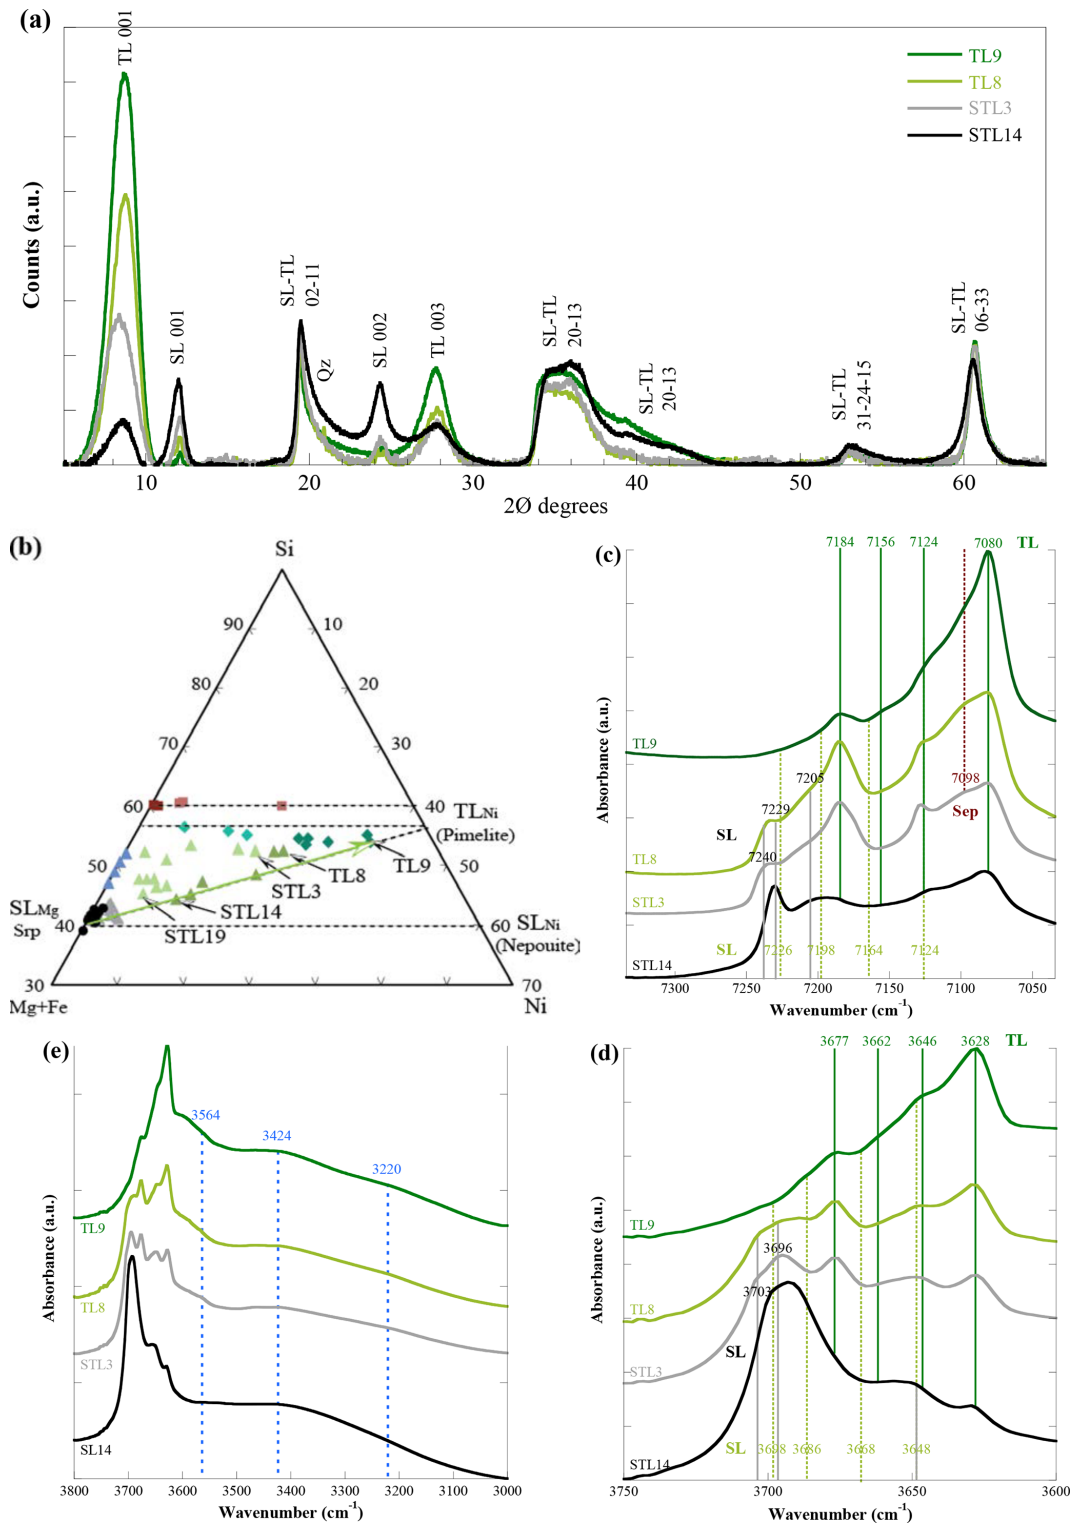 (a)
TL 001
SL 001
SL-TL
02-11
Qz
SL 002
TL 003
SL-TL
20-13
SL-TL
20-13
SL-TL
31-24-15
SL-TL
06-33
TL9
TL8
STL3
STL14
Counts (a.u.)
10 20 30 40 50 60
2Ø degrees
(b)
Si
90 10
80 20
70 30
60 40
TLNi
(Pimelite)
50 50
TL9
TL8
STL3
STL14
STL19
SLMg
Srp
40 60
SLNi
(Nepouite)
30 70
Mg+Fe Ni
(c)
7184 7156 7124 7080 TL
TL9
7205
7098
Sep
7229
SL
7240
TL8
STL3
SL 7226 7198 7164 7124
STL14
7300 7250 7200 7150 7100 7050
Absorbance (a.u.)
Wavenumber (cm-1)
(e)
3564
3424
3220
TL9
TL8
STL3
SL14
3800 3700 3600 3500 3400 3300 3200 3100 3000
Absorbance (a.u.)
Wavenumber (cm-1)
(d)
3677 3662 3646 3628 TL
TL9
3696
3703
TL8
SL
STL3
SL 3698 3686 3668 3648
STL14
3750 3700 3650 3600
Absorbance (a.u.)
Wavenumber (cm-1)